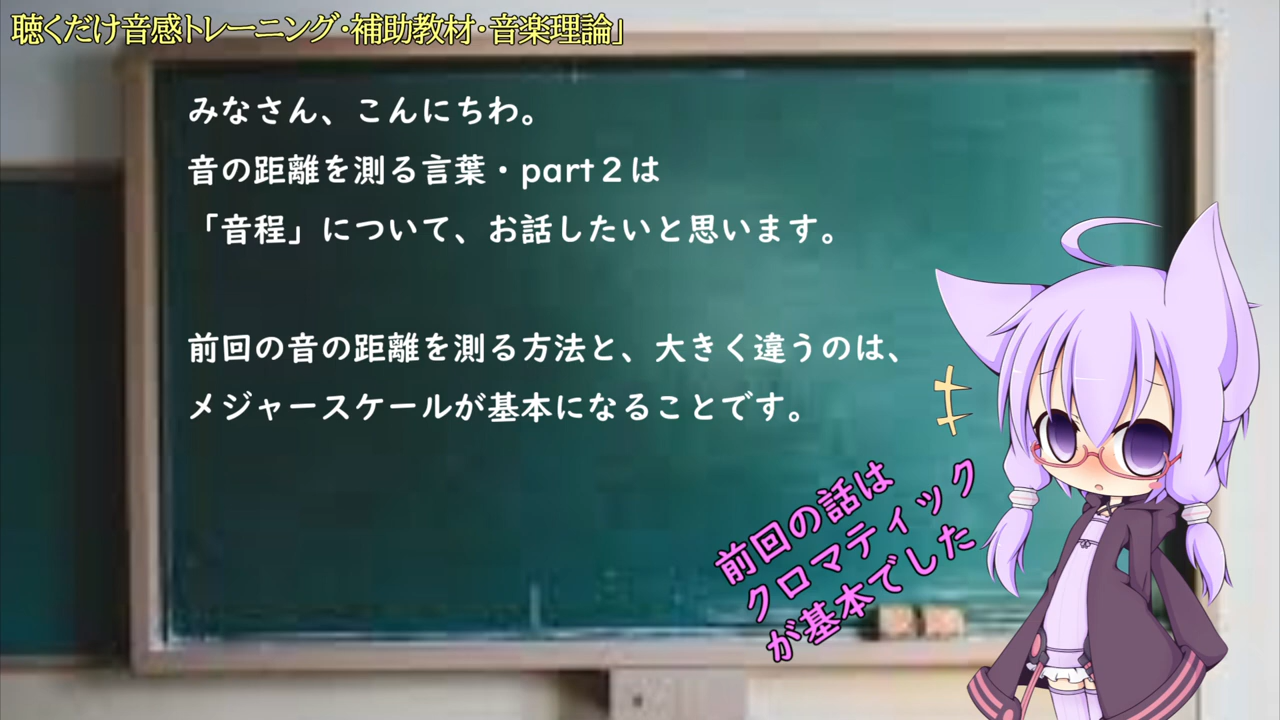 聴くだけ音感トレーニング・補助教材・音楽理論」
みなさん、こんにちわ。
音の距離を測る言葉・part２は
「音程」について、お話したいと思います。
前回の音の距離を測る方法と、大きく違うのは、
メジャースケールが基本になることです。
前回の話は
クロマティック
が基本でした